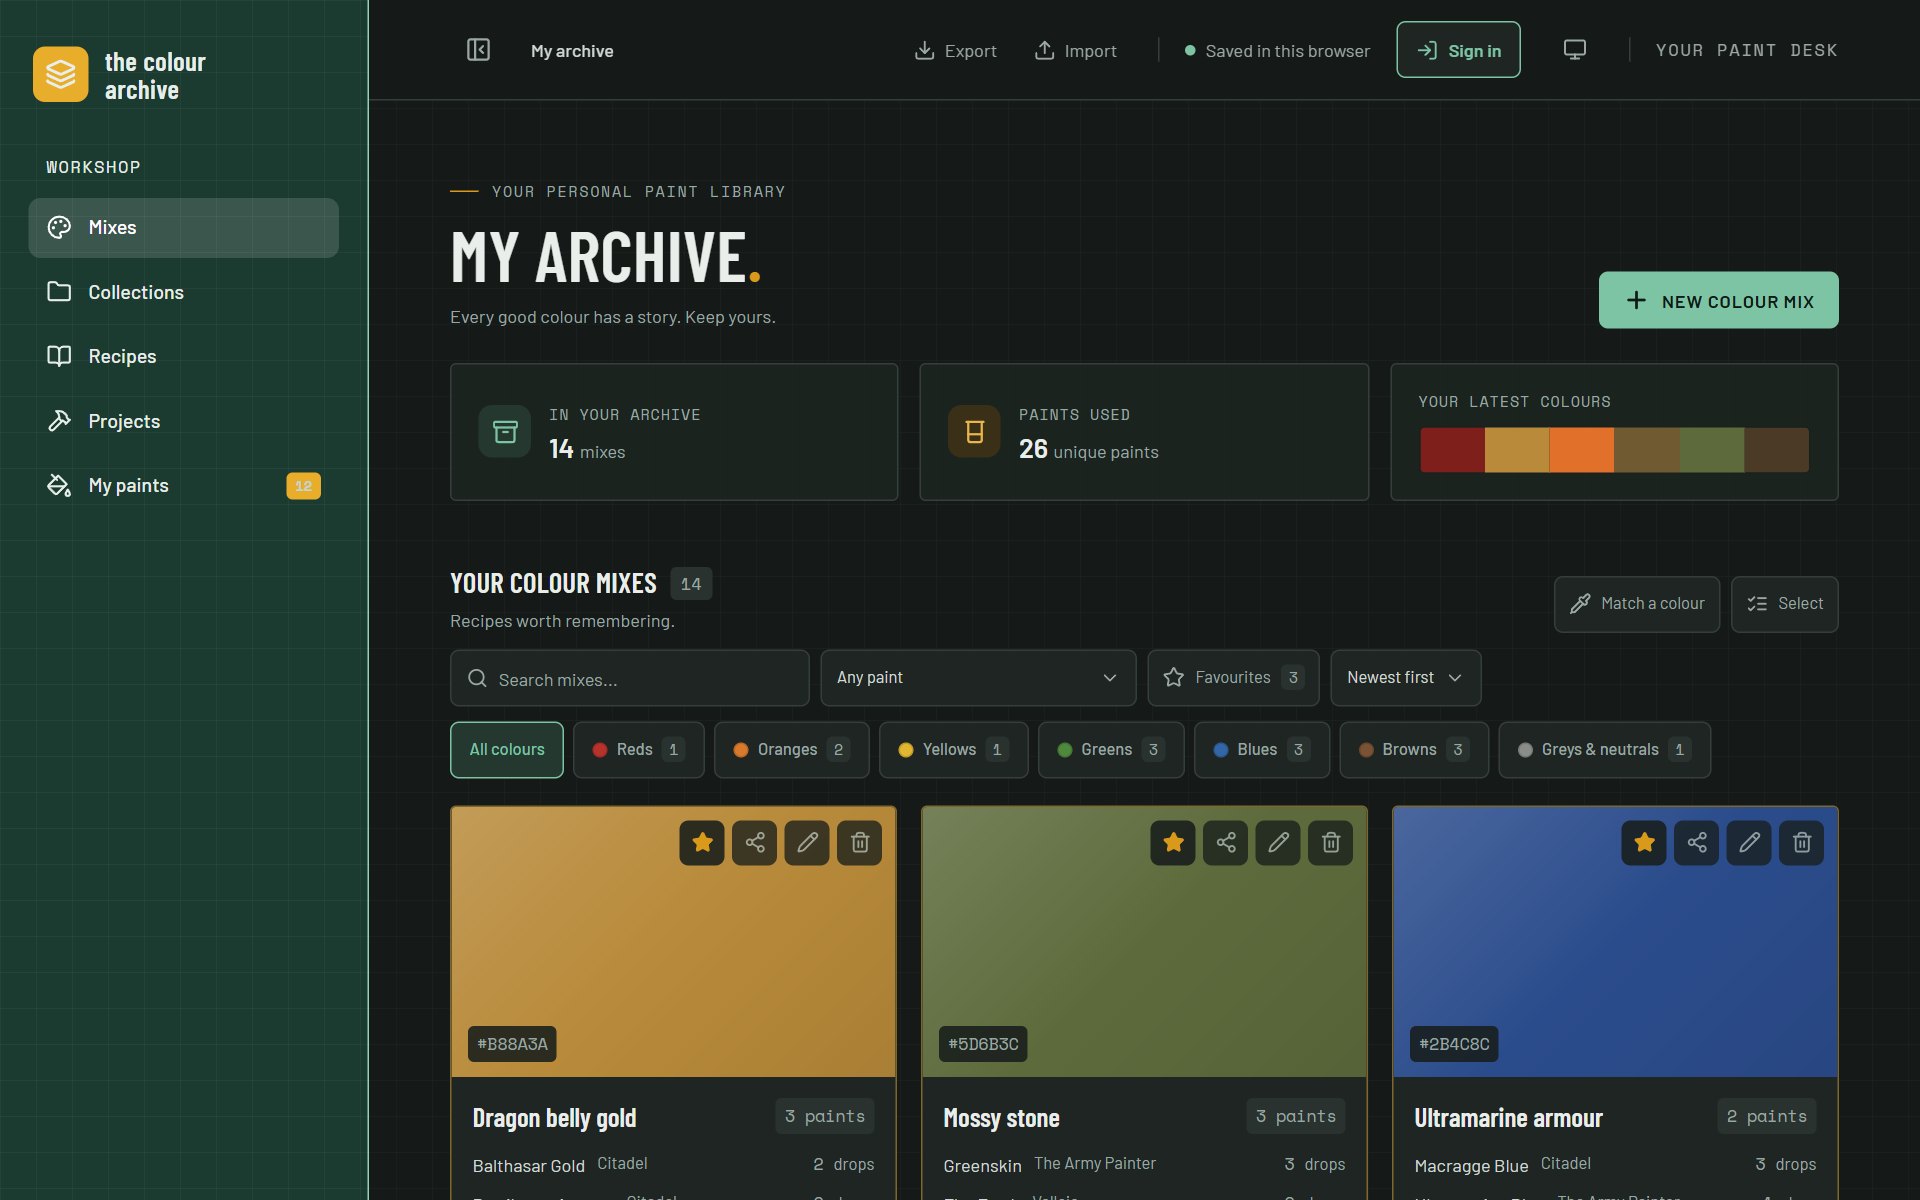 the colour
archive
My archive
Export
Import
Saved in this browser
Sign in
YOUR PAINT DESK
WORKSHOP
Mixes
Collections
Recipes
Projects
My paints 12
YOUR PERSONAL PAINT LIBRARY
MY ARCHIVE.
Every good colour has a story. Keep yours.
NEW COLOUR MIX
IN YOUR ARCHIVE
14 mixes
PAINTS USED
26 unique paints
YOUR LATEST COLOURS
YOUR COLOUR MIXES 14
Recipes worth remembering.
Match a colour
Select
Search mixes...
Any paint
Favourites 3
Newest first
All colours
Reds 1
Oranges 2
Yellows 1
Greens 3
Blues 3
Browns 3
Greys & neutrals 1
#B88A3A
Dragon belly gold 3 paints
Balthasar Gold Citadel 2 drops
#5D6B3C
Mossy stone 3 paints
Greenskin The Army Painter 3 drops
#2B4C8C
Ultramarine armour 2 paints
Macragge Blue Citadel 3 drops